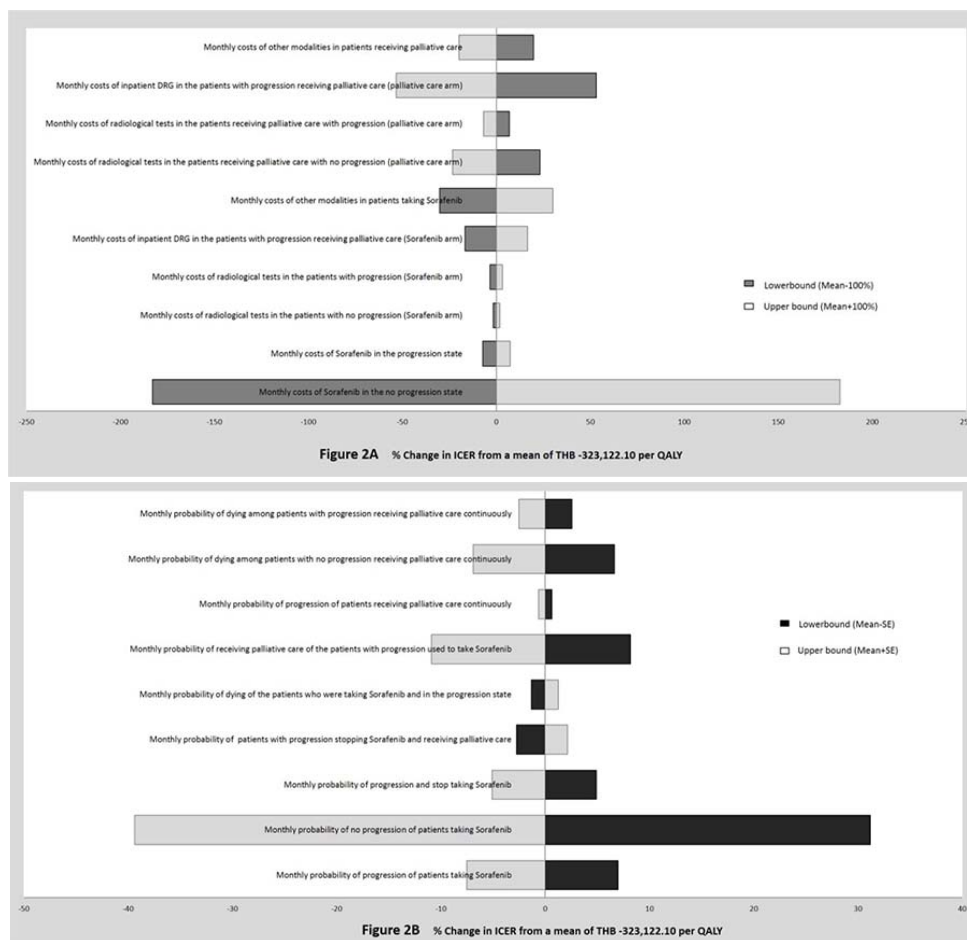 Monthly costs of other modalities in patients receiving palliative care
Monthly costs of inpatient DRG in the patients with progression receiving palliative care (palliative care arm)
Monthly costs of radiological tests in the patients receiving palliative care with progression (palliative care arm)
Monthly costs of radiological tests in the patients receiving palliative care with no progression (palliative care arm)
Monthly costs of other modalities in patients taking Sorafenib
Monthly costs of inpatient DRG in the patients with progression receiving palliative care (Sorafenib arm)
Monthly costs of radiological tests in the patients with progression (Sorafenib arm)
Lowerbound (Mean-100%)
Upper bound (Mean+100%)
Monthly costs of radiological tests in the patients with no progression (Sorafenib arm)
Monthly costs of Sorafenib in the progression state
Monthly costs of Sorafenib in the no progression state
-250 -200 -150 -100 -50 0 50 100 150 200 25
Figure 2A % Change in ICER from a mean of THB -323,122.10 per QALY
Monthly probability of dying among patients with progression receiving palliative care continuously
Monthly probability of dying among patients with no progression receiving palliative care continuously
Monthly probability of progression of patients receiving palliative care continuously
Lowerbound (Mean-SE)
Upper bound (Mean+SE)
Monthly probability of receiving palliative care of the patients with progression used to take Sorafenib
Monthly probability of dying of the patients who were taking Sorafenib and in the progression state
Monthly probability of patients with progression stopping Sorafenib and receiving palliative care
Monthly probability of progression and stop taking Sorafenib
Monthly probability of no progression of patients taking Sorafenib
Monthly probability of progression of patients taking Sorafenib
-50 -40 -30 -20 -10 0 10 20 30 40
Figure 2B % Change in ICER from a mean of THB -323,122.10 per QALY